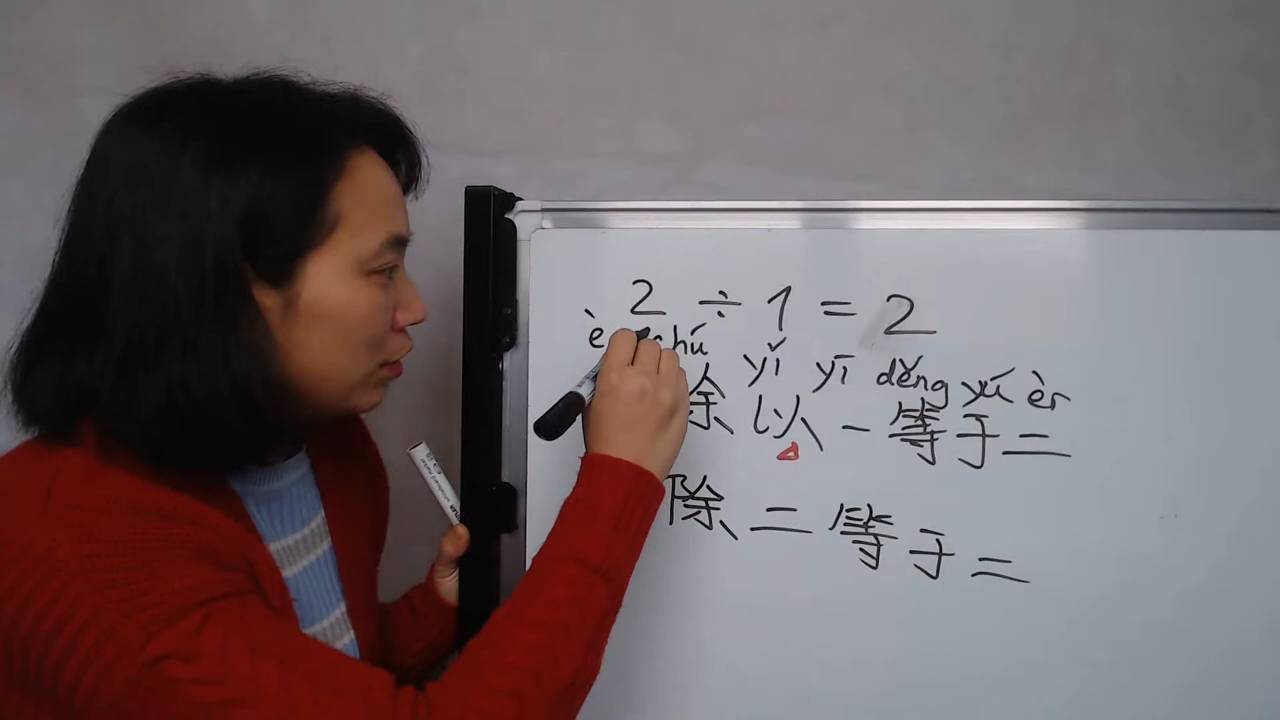 2 ÷ 1 = 2
è chú yǐ yī děng yú èr
除以一等于二
除二等于二